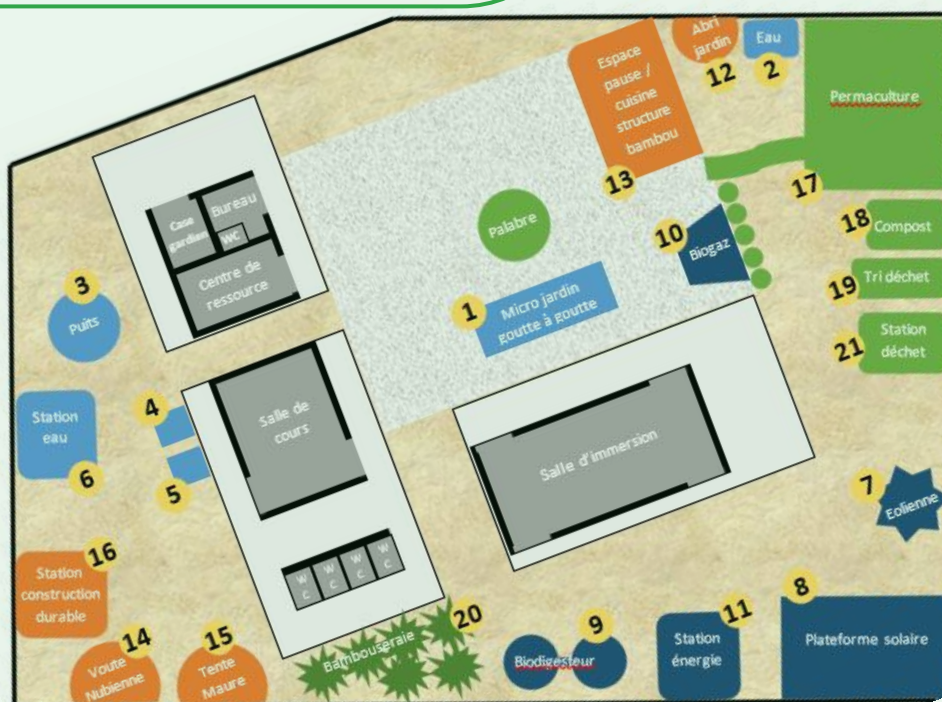 Abri
jardin
12
Eau
2
Espace
pause /
cuisine
structure
bambou
13
Permaculture
17
Palabre
10
Biogaz
18
Compost
19
Tri déchet
21
Station
déchet
Case
gardien
Bureau
WC
Centre de
ressource
3
Puits
1
Micro jardin
goutte à goutte
4
5
Station
eau
6
Salle de
cours
Salle d'immersion
7
Eolienne
W
C
W
C
W
C
W
C
16
Station
construction
durable
14
Voute
Nubienne
15
Tente
Maure
20
Bambouseraie
9
Biodigesteur
11
Station
énergie
8
Plateforme solaire